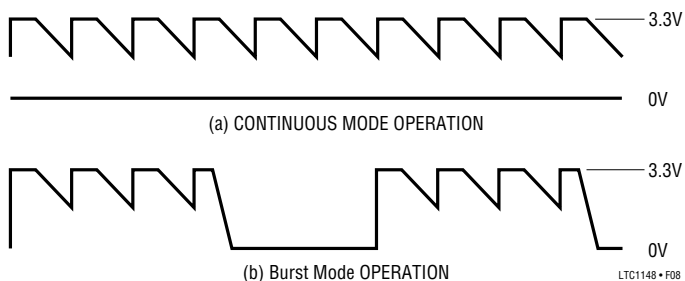 3.3V
0V
(a) CONTINUOUS MODE OPERATION
3.3V
0V
(b) Burst Mode OPERATION
LTC1148 • F08